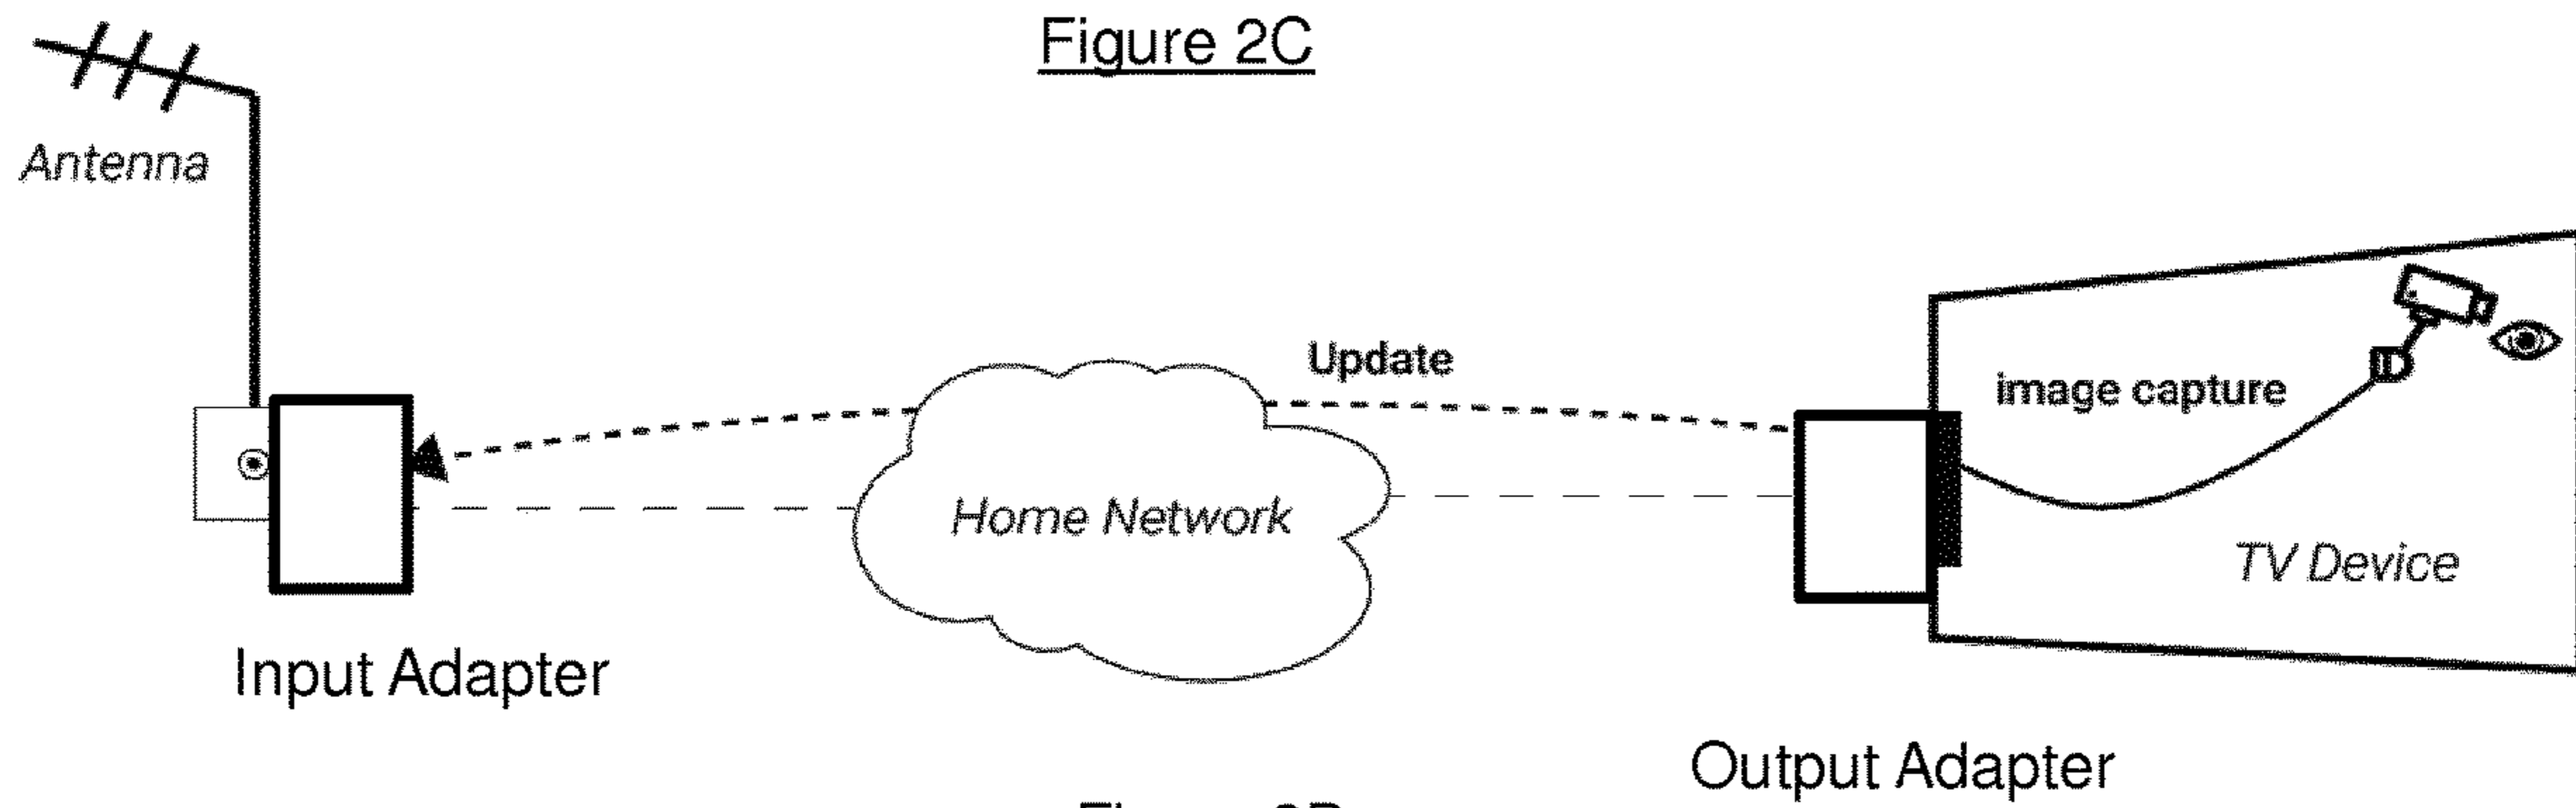 Figure 2C
Antenna
Update
image capture
Home Network
TV Device
Input Adapter
Output Adapter